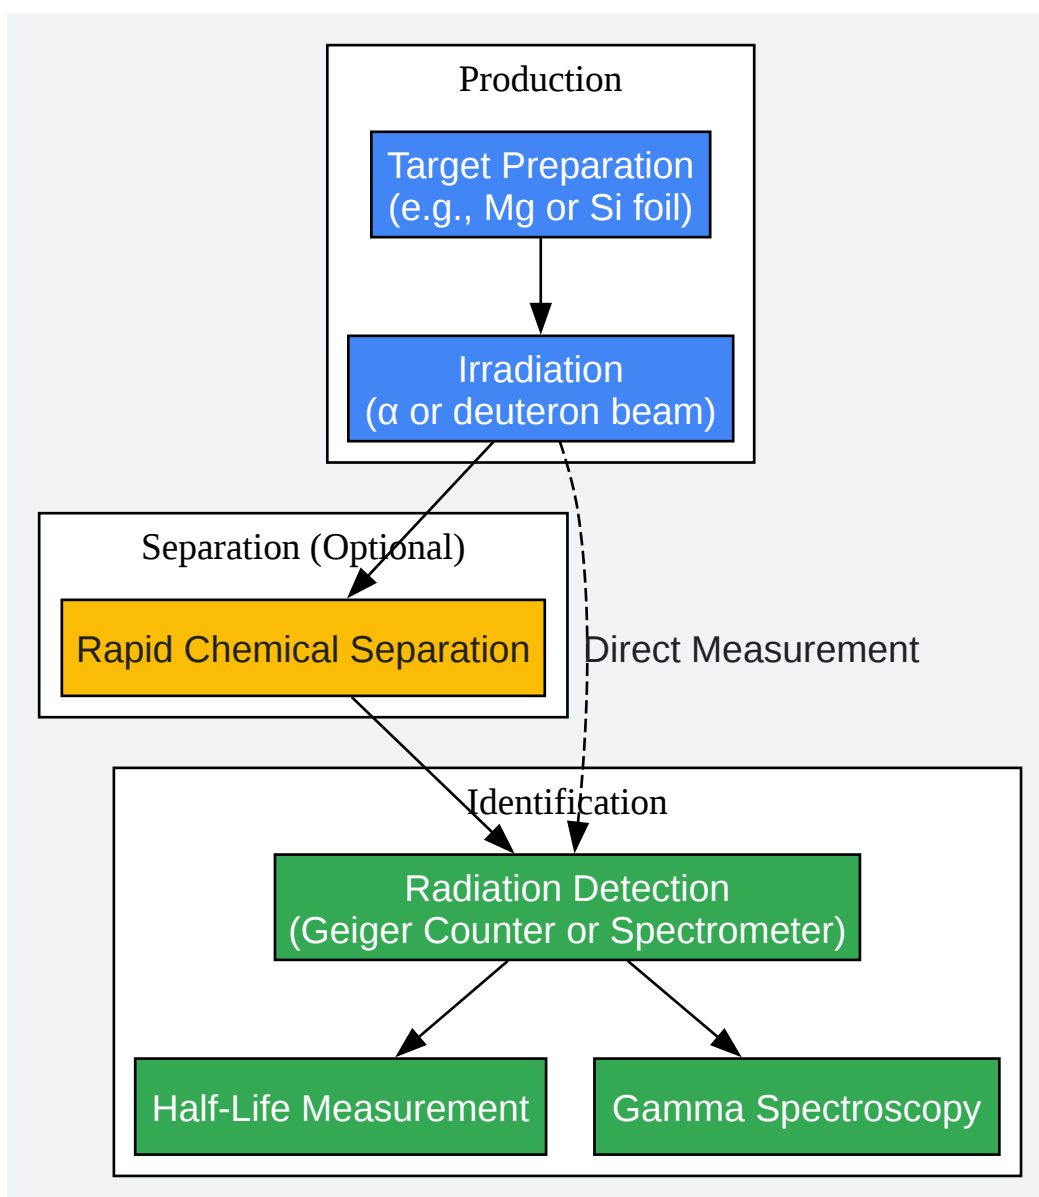 Production
Target Preparation
(e.g., Mg or Si foil)
Irradiation
(α or deuteron beam)
Separation (Optional)
Rapid Chemical Separation
Direct Measurement
Identification
Radiation Detection
(Geiger Counter or Spectrometer)
Half-Life Measurement
Gamma Spectroscopy